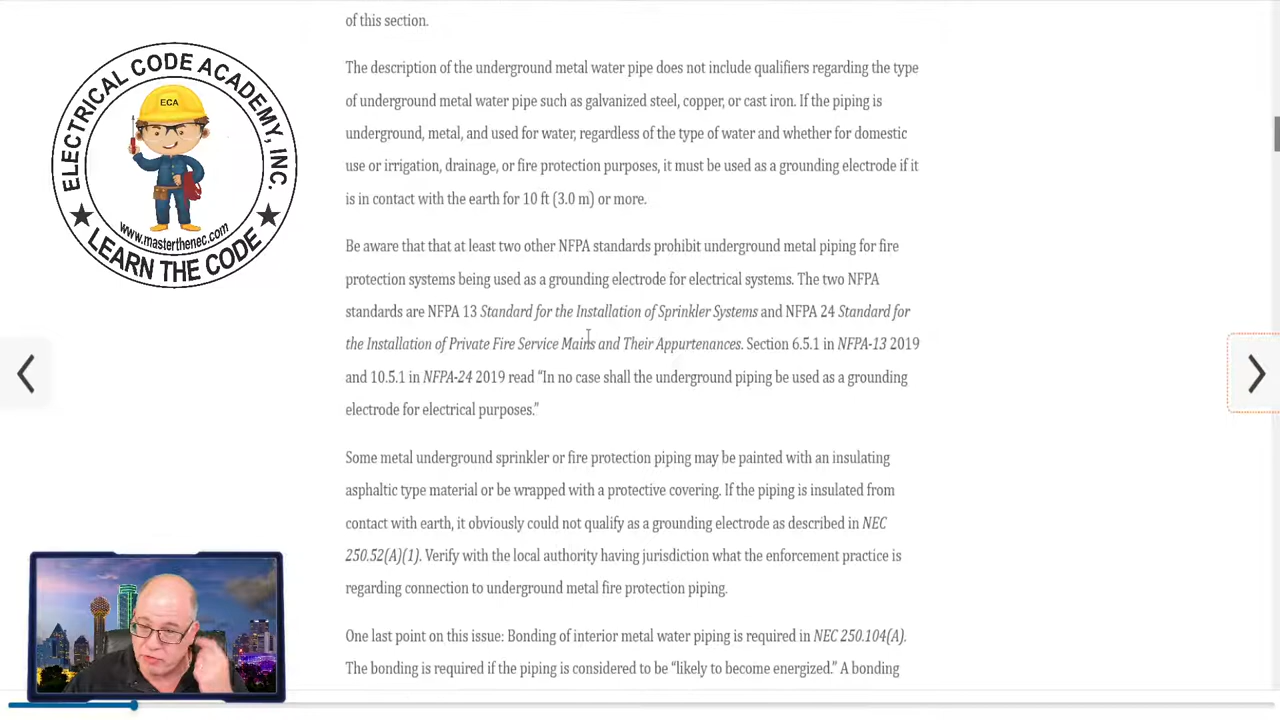 ELECTRICAL CODE ACADEMY, INC.
ECA
www.masterthenec.com
LEARN THE CODE
of this section.
The description of the underground metal water pipe does not include qualifiers regarding the type
of underground metal water pipe such as galvanized steel, copper, or cast iron. If the piping is
underground, metal, and used for water, regardless of the type of water and whether for domestic
use or irrigation, drainage, or fire protection purposes, it must be used as a grounding electrode if it
is in contact with the earth for 10 ft (3.0 m) or more.
Be aware that that at least two other NFPA standards prohibit underground metal piping for fire
protection systems being used as a grounding electrode for electrical systems. The two NFPA
standards are NFPA 13 Standard for the Installation of Sprinkler Systems and NFPA 24 Standard for
the Installation of Private Fire Service Mains and Their Appurtenances. Section 6.5.1 in NFPA-13 2019
and 10.5.1 in NFPA-24 2019 read “In no case shall the underground piping be used as a grounding
electrode for electrical purposes.”
Some metal underground sprinkler or fire protection piping may be painted with an insulating
asphaltic type material or be wrapped with a protective covering. If the piping is insulated from
contact with earth, it obviously could not qualify as a grounding electrode as described in NEC
250.52(A)(1). Verify with the local authority having jurisdiction what the enforcement practice is
regarding connection to underground metal fire protection piping.
One last point on this issue: Bonding of interior metal water piping is required in NEC 250.104(A).
The bonding is required if the piping is considered to be “likely to become energized.” A bonding